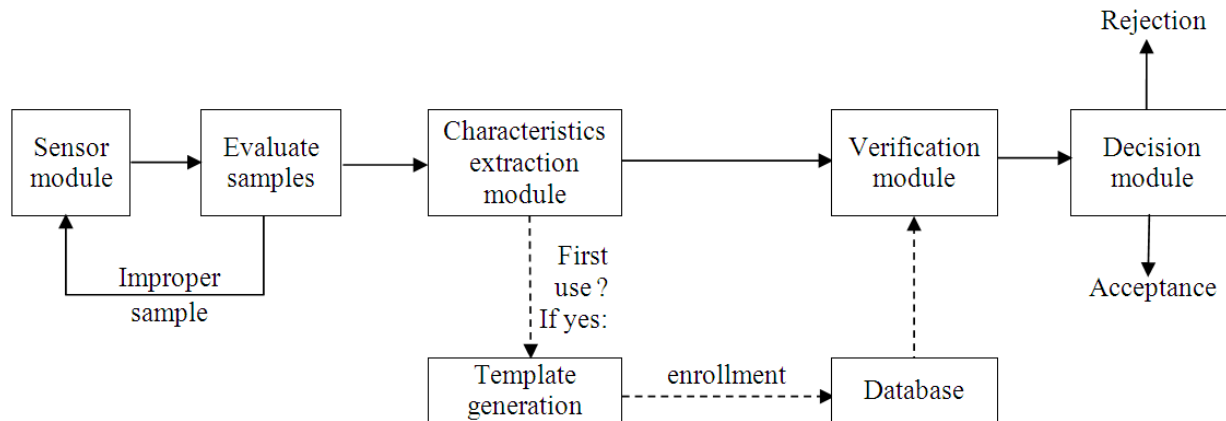 Rejection
Sensor
module
Evaluate
samples
Characteristics
extraction
module
Verification
module
Decision
module
Improper
sample
First
use ?
If yes:
Acceptance
Template
generation
enrollment
Database